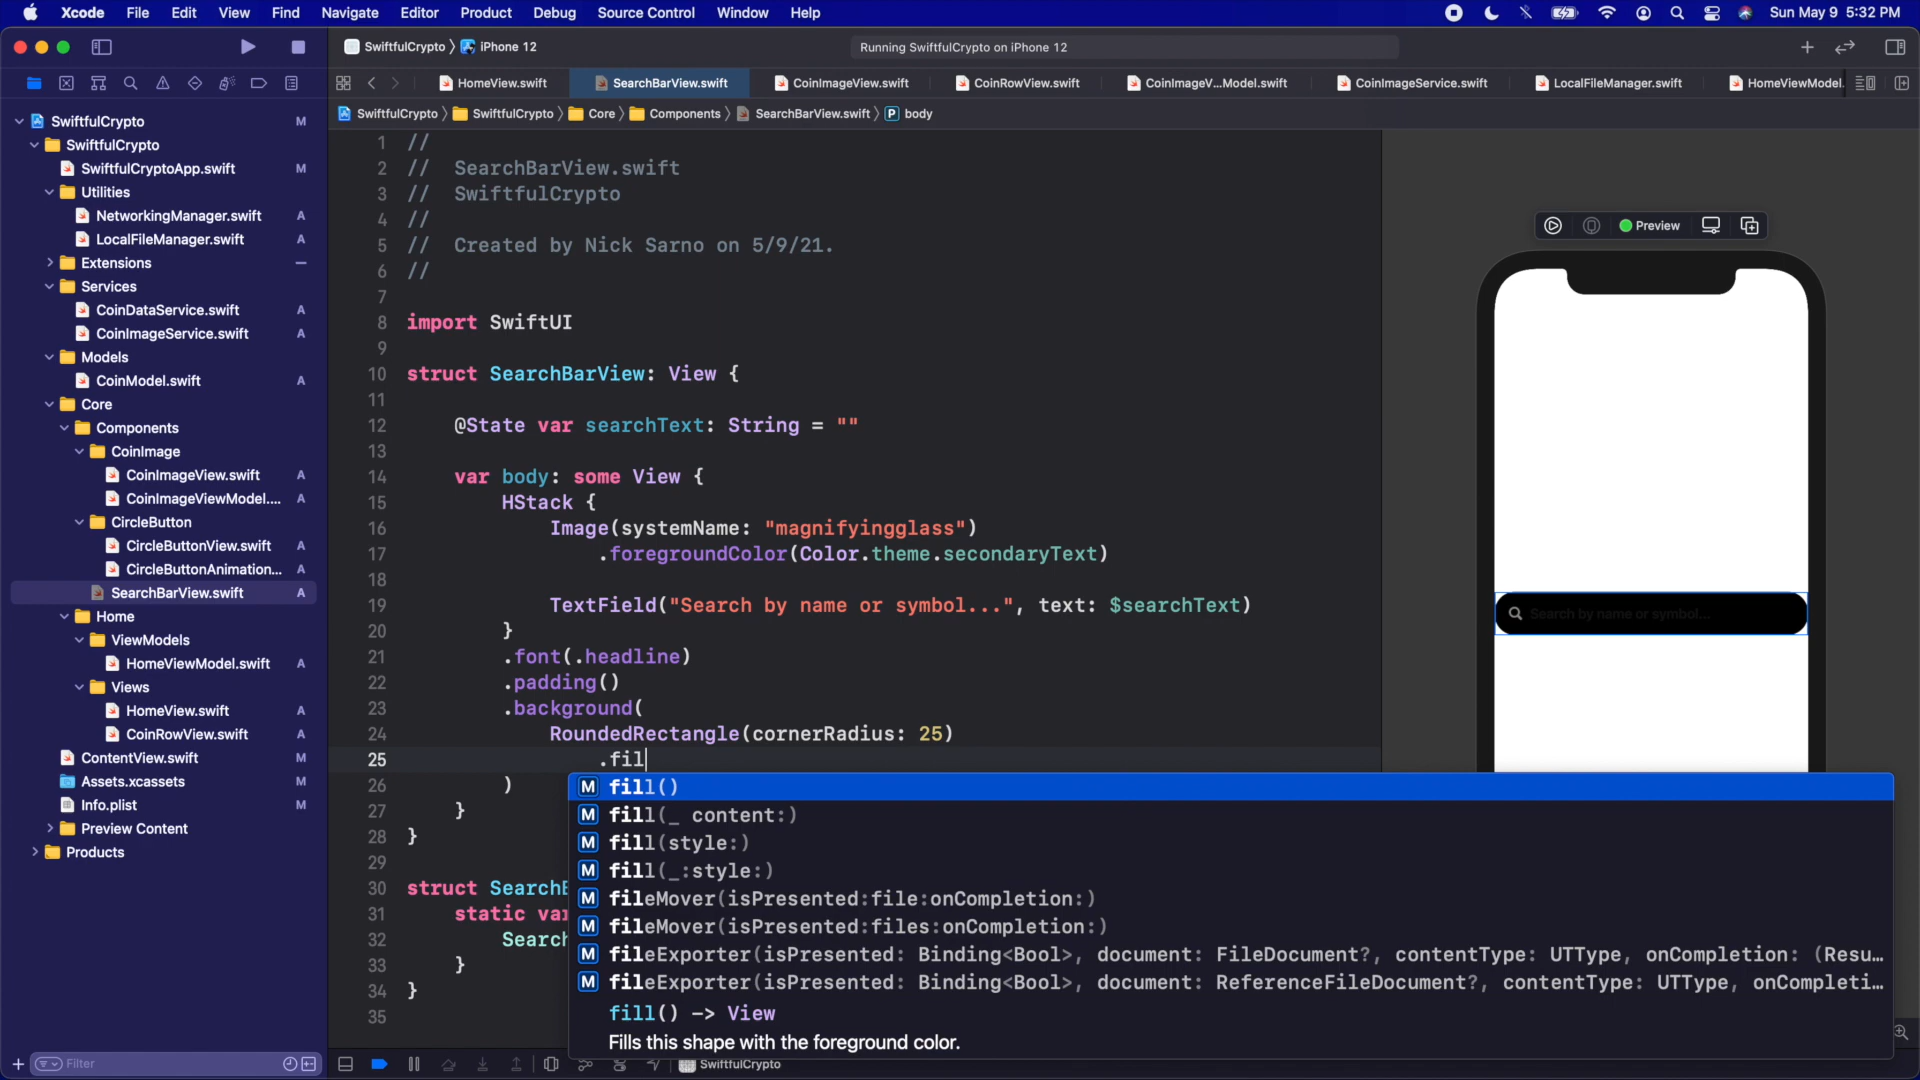 Xcode File Edit View Find Navigate Editor Product Debug Source Control Window Help Sun May 9 5:32 PM
SwiftfulCrypto 〉 iPhone 12 Running SwiftfulCrypto on iPhone 12
HomeView.swift SearchBarView.swift CoinImageView.swift CoinRowView.swift CoinImageV...Model.swift CoinImageService.swift LocalFileManager.swift HomeViewModel.
SwiftfulCrypto 〉 SwiftfulCrypto 〉 Core 〉 Components 〉 SearchBarView.swift 〉 P body
SwiftfulCrypto M
SwiftfulCrypto
SwiftfulCryptoApp.swift M
Utilities
NetworkingManager.swift A
LocalFileManager.swift A
Extensions
Services
CoinDataService.swift A
CoinImageService.swift A
Models
CoinModel.swift A
Core
Components
CoinImage
CoinImageView.swift A
CoinImageViewModel.... A
CircleButton
CircleButtonView.swift A
CircleButtonAnimation... A
SearchBarView.swift A
Home
ViewModels
HomeViewModel.swift A
Views
HomeView.swift A
CoinRowView.swift A
ContentView.swift M
Assets.xcassets M
Info.plist M
Preview Content
Products
Filter
1 //
2 // SearchBarView.swift
3 // SwiftfulCrypto
4 //
5 // Created by Nick Sarno on 5/9/21.
6 //
7
8 import SwiftUI
9
10 struct SearchBarView: View {
11
12 @State var searchText: String = ""
13
14 var body: some View {
15 HStack {
16 Image(systemName: "magnifyingglass")
17 .foregroundColor(Color.theme.secondaryText)
18
19 TextField("Search by name or symbol...", text: $searchText)
20 }
21 .font(.headline)
22 .padding()
23 .background(
24 RoundedRectangle(cornerRadius: 25)
25 .fil
26 )
27 }
28 }
29
30 struct SearchB
31 static var
32 Search
33 }
34 }
35
M fill()
M fill(_ content:)
M fill(style:)
M fill(_:style:)
M fileMover(isPresented:file:onCompletion:)
M fileMover(isPresented:files:onCompletion:)
M fileExporter(isPresented: Binding<Bool>, document: FileDocument?, contentType: UTType, onCompletion: (Resu...
M fileExporter(isPresented: Binding<Bool>, document: ReferenceFileDocument?, contentType: UTType, onCompleti...
fill() -> View
Fills this shape with the foreground color.
SwiftfulCrypto
Preview
Search by name or symbol...